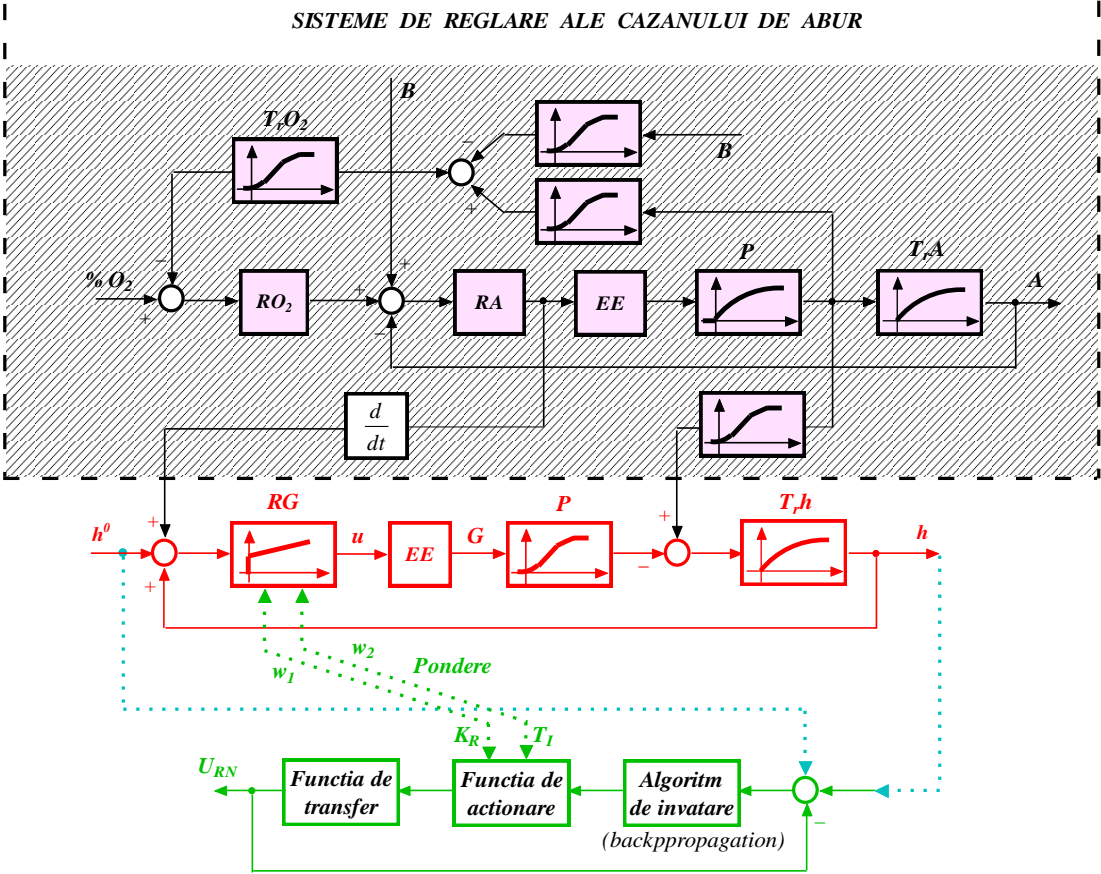 SISTEME DE REGLARE ALE CAZANULUI DE ABUR
B
TrO2
−
B
+
P
TrA
% O2
−
+
A
+
RO2
+
−
RA
EE
d
dt
RG
P
Trh
+
+
h0
u
EE
G
−
h
+
w2
w1
Pondere
KR
TI
URN
Functia de
transfer
Functia de
actionare
Algoritm
de invatare
−
(backppropagation)